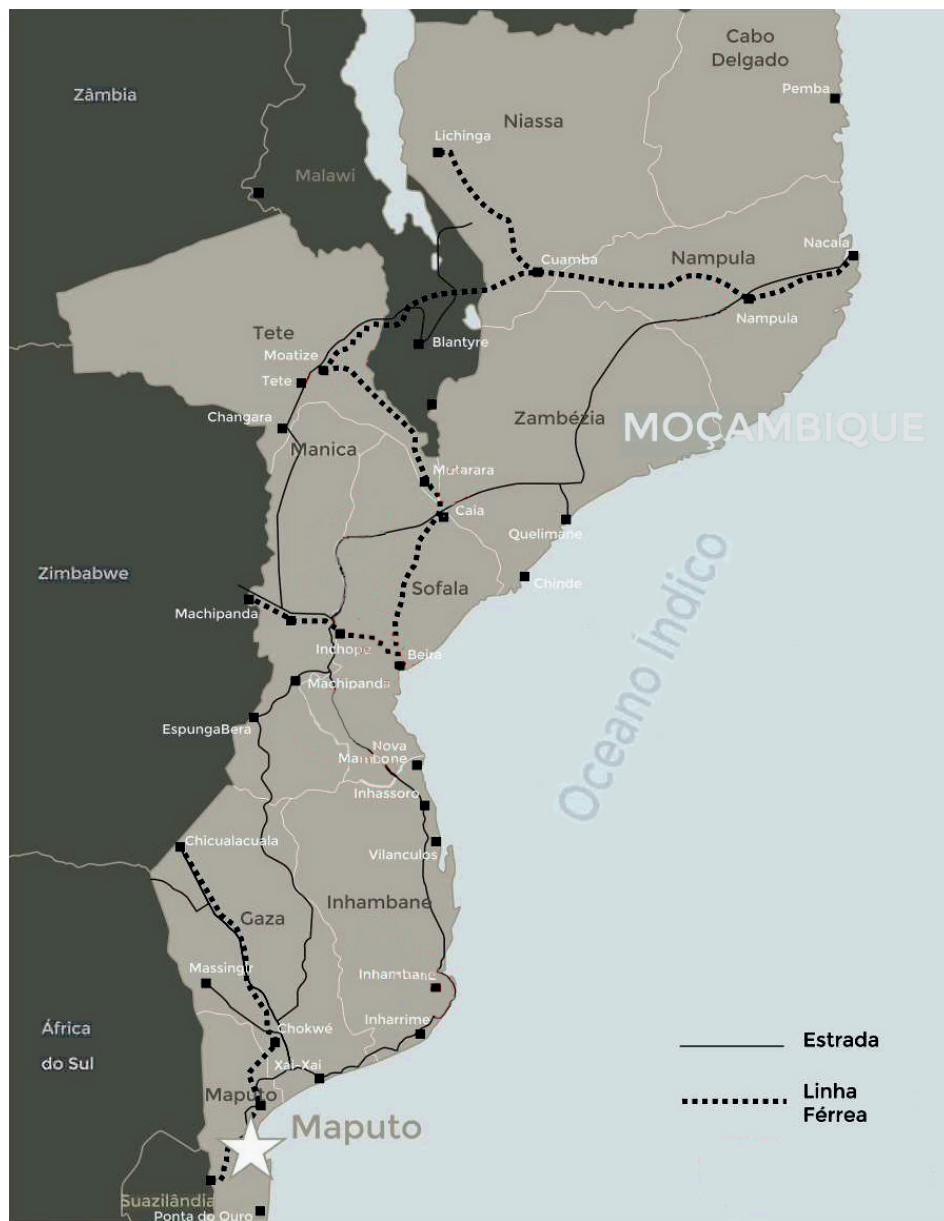 Cabo
Delgado
Pemba
Zâmbia
Niassa
Lichinga
Malawi
Nacala
Cuamba
Nampula
Nampula
Tete
Blantyre
Moatize
Tete
Changara
Zambézia
MOÇAMBIQUE
Manica
Mutarara
Caia
Quelimane
Zimbabwe
Sofala
Chinde
Machipanda
Inchope
Beira
Machipanda
EspungaBera
Oceano Índico
Nova
Mambone
Inhassoro
Chicualacuala
Vilanculos
Inhambane
Gaza
Massingir
Inhambane
Inharrime
Chokwé
África
do Sul
Estrada
Xai-Xai
Linha
Férrea
Maputo
Maputo
Suazilândia
Ponta do Ouro